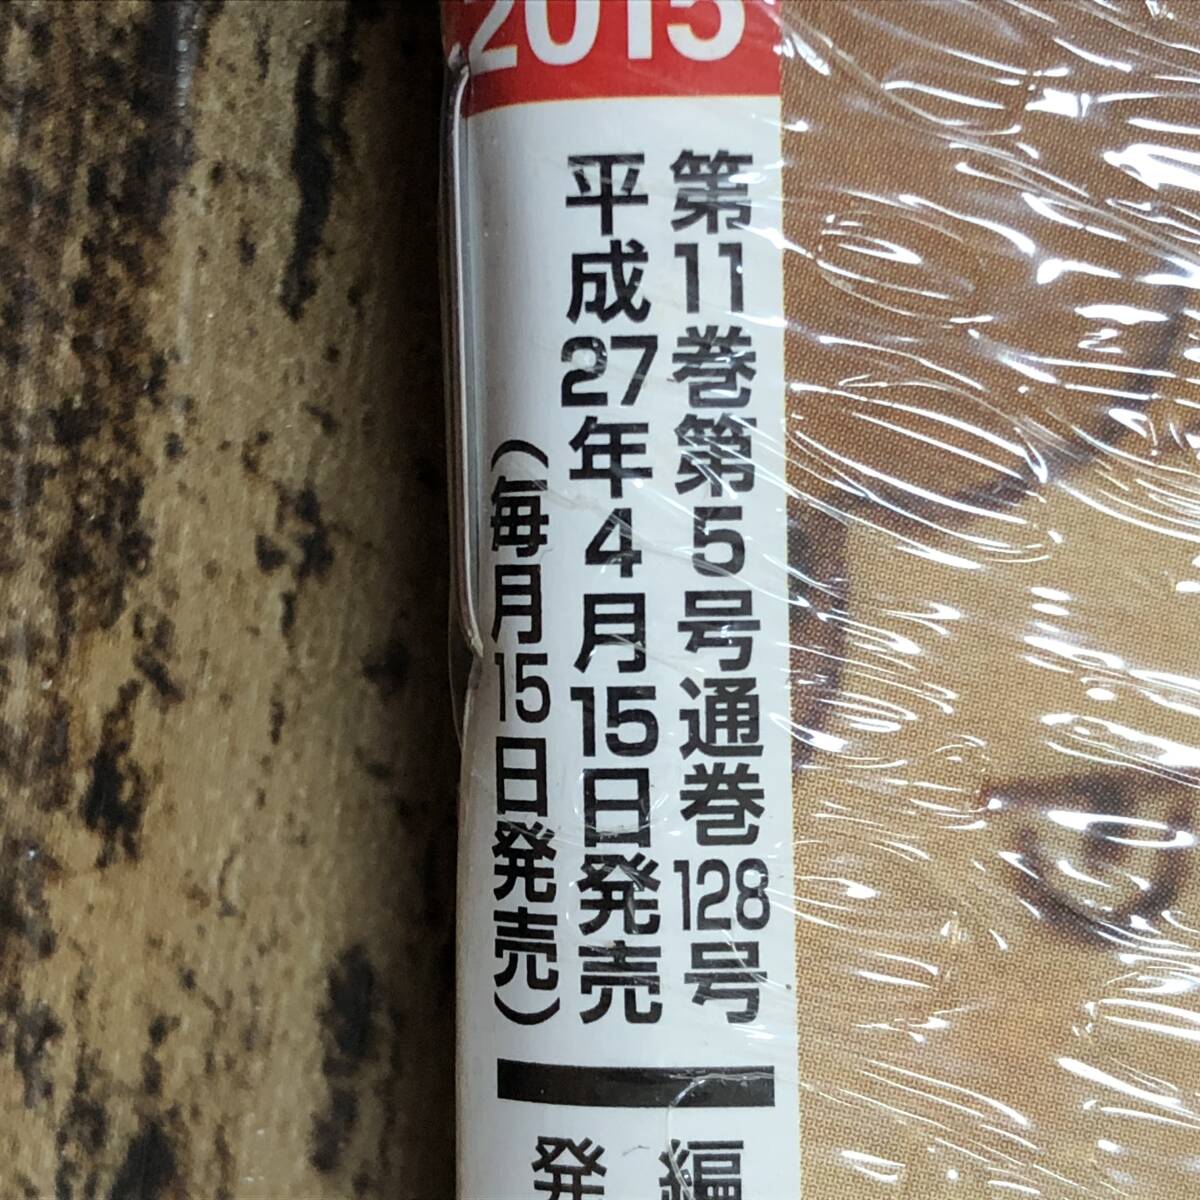 2015
第11巻第5号通巻128号
平成27年4月15日発売
(毎月15日発売)
編
発